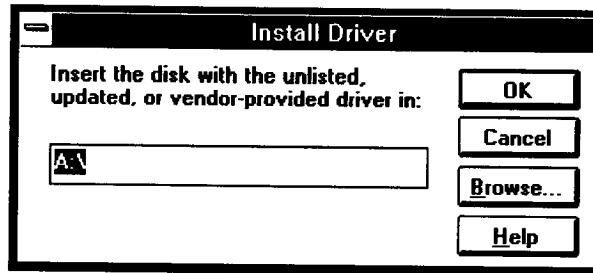 Install Driver
Insert the disk with the unlisted,
updated, or vendor-provided driver in:
A:\
OK
Cancel
Browse...
Help